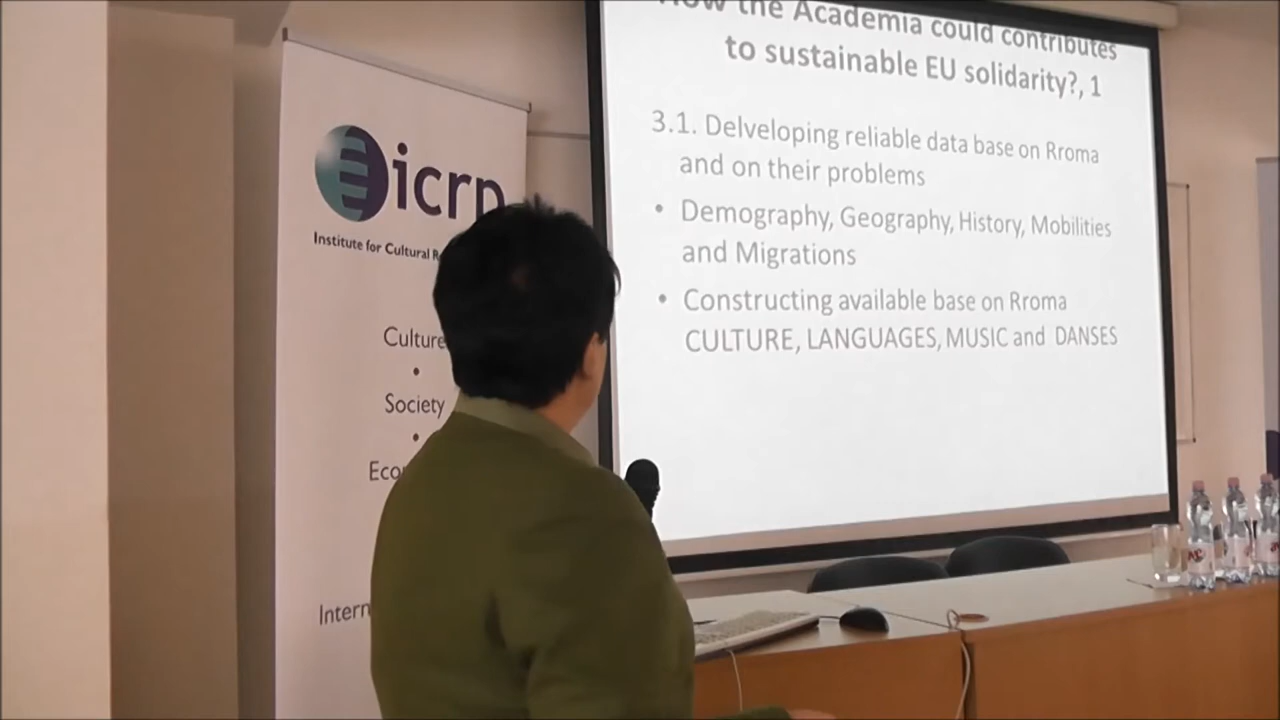 icrp
Institute for Cultural R
Culture
•
Society
•
Eco
Intern
How the Academia could contributes
to sustainable EU solidarity?, 1
3.1. Delveloping reliable data base on Rroma
and on their problems
• Demography, Geography, History, Mobilities
and Migrations
• Constructing available base on Rroma
CULTURE, LANGUAGES, MUSIC and DANSES